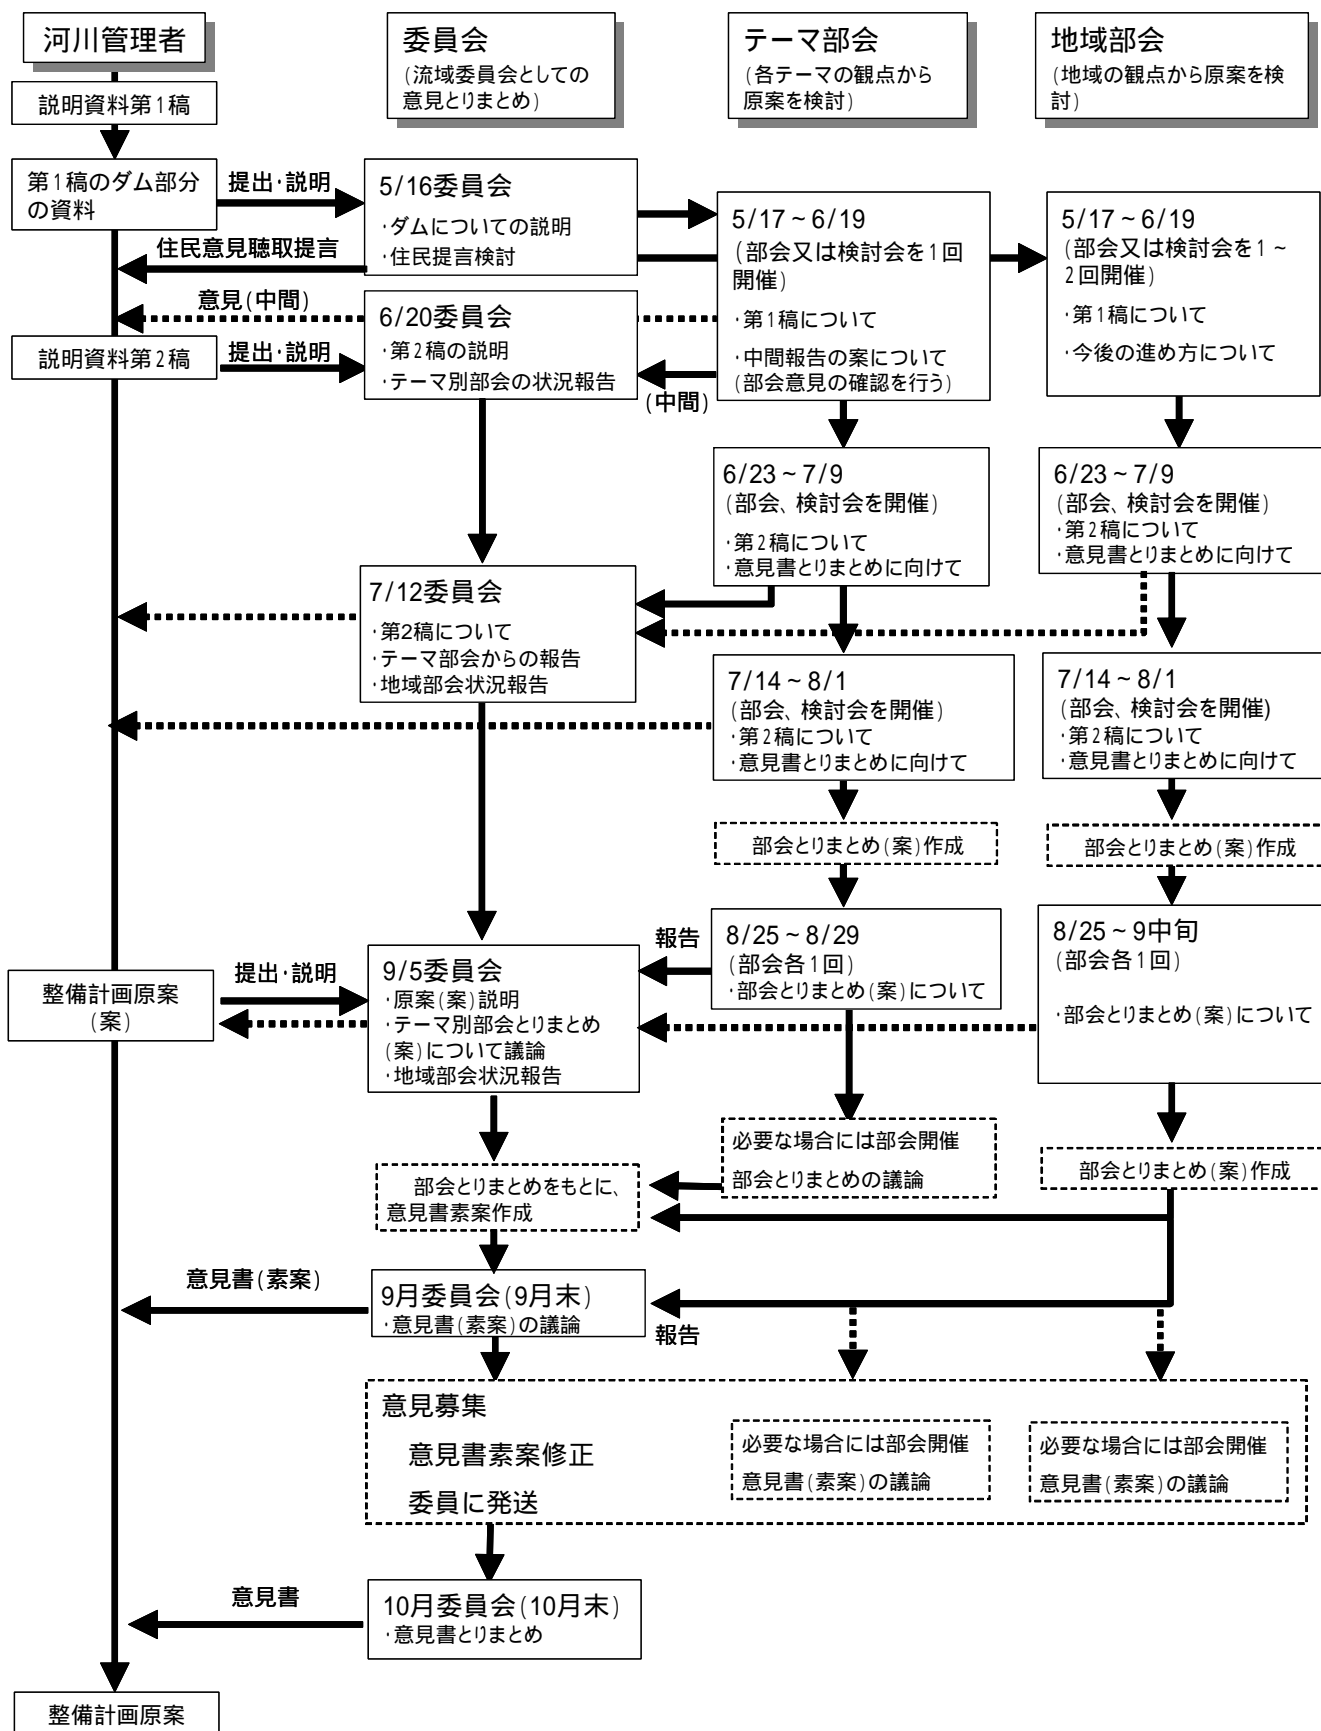 河川管理者
委員会
(流域委員会としての
意見とりまとめ)
テーマ部会
(各テーマの観点から
原案を検討)
地域部会
(地域の観点から原案を検
討)
説明資料第1稿
第1稿のダム部分
の資料
提出・説明
5/16委員会
・ダムについての説明
・住民提言検討
住民意見聴取提言
5/17~6/19
(部会又は検討会を1回
開催)
・第1稿について
・中間報告の案について
(部会意見の確認を行う)
5/17~6/19
(部会又は検討会を1~
2回開催)
・第1稿について
・今後の進め方について
意見(中間)
説明資料第2稿
提出・説明
6/20委員会
・第2稿の説明
・テーマ別部会の状況報告
(中間)
6/23~7/9
(部会、検討会を開催)
・第2稿について
・意見書とりまとめに向けて
6/23~7/9
(部会、検討会を開催)
・第2稿について
・意見書とりまとめに向けて
7/12委員会
・第2稿について
・テーマ部会からの報告
・地域部会状況報告
7/14~8/1
(部会、検討会を開催)
・第2稿について
・意見書とりまとめに向けて
7/14~8/1
(部会、検討会を開催)
・第2稿について
・意見書とりまとめに向けて
部会とりまとめ(案)作成
部会とりまとめ(案)作成
整備計画原案
(案)
提出・説明
9/5委員会
・原案(案)説明
・テーマ別部会とりまとめ
(案)について議論
・地域部会状況報告
報告
8/25~8/29
(部会各1回)
・部会とりまとめ(案)について
8/25~9中旬
(部会各1回)
・部会とりまとめ(案)について
部会とりまとめをもとに、
意見書素案作成
必要な場合には部会開催
部会とりまとめの議論
部会とりまとめ(案)作成
意見書(素案)
9月委員会(9月末)
・意見書(素案)の議論
報告
意見募集
意見書素案修正
委員に発送
必要な場合には部会開催
意見書(素案)の議論
必要な場合には部会開催
意見書(素案)の議論
意見書
10月委員会(10月末)
・意見書とりまとめ
整備計画原案